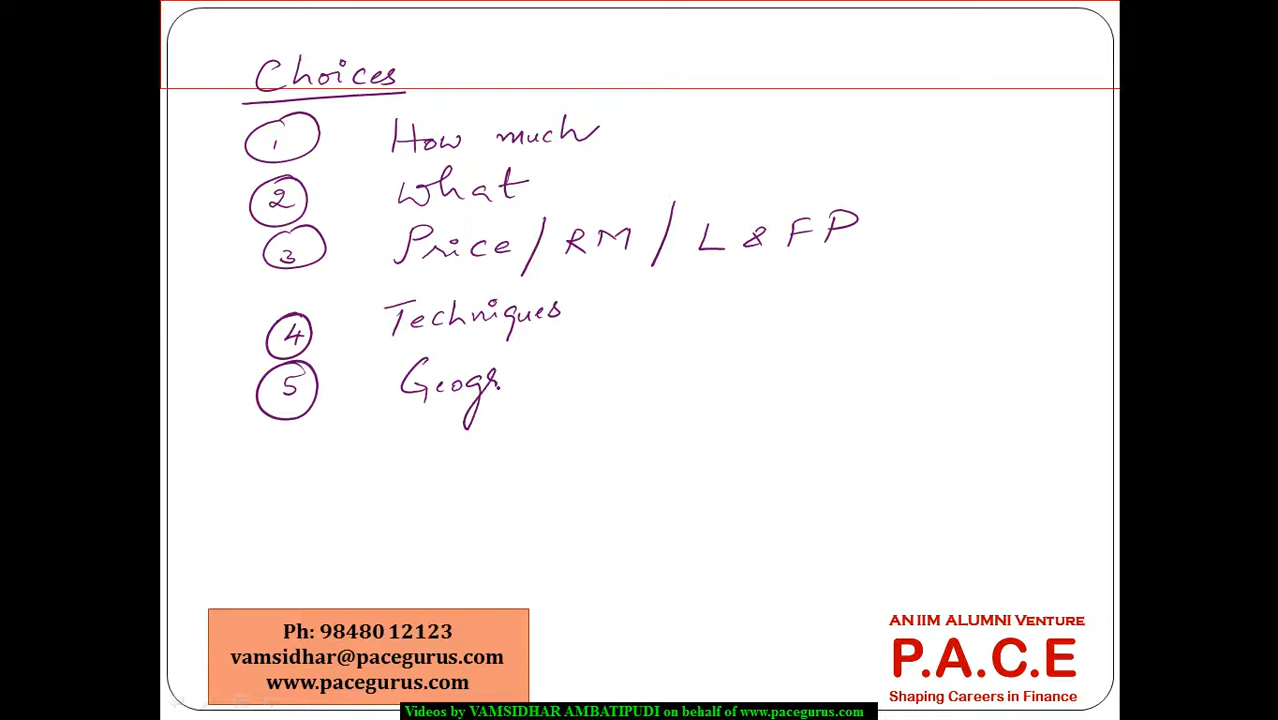 Choices
1 How much
2 What
3 Price / RM / L & FP
4 Techniques
5 Geogr
Ph: 98480 12123
vamsidhar@pacegurus.com
www.pacegurus.com
AN IIM ALUMNI VENTURE
P.A.C.E
Shaping Careers in Finance
Videos by VAMSIDHAR AMBATIPUDI on behalf of www.pacegurus.com